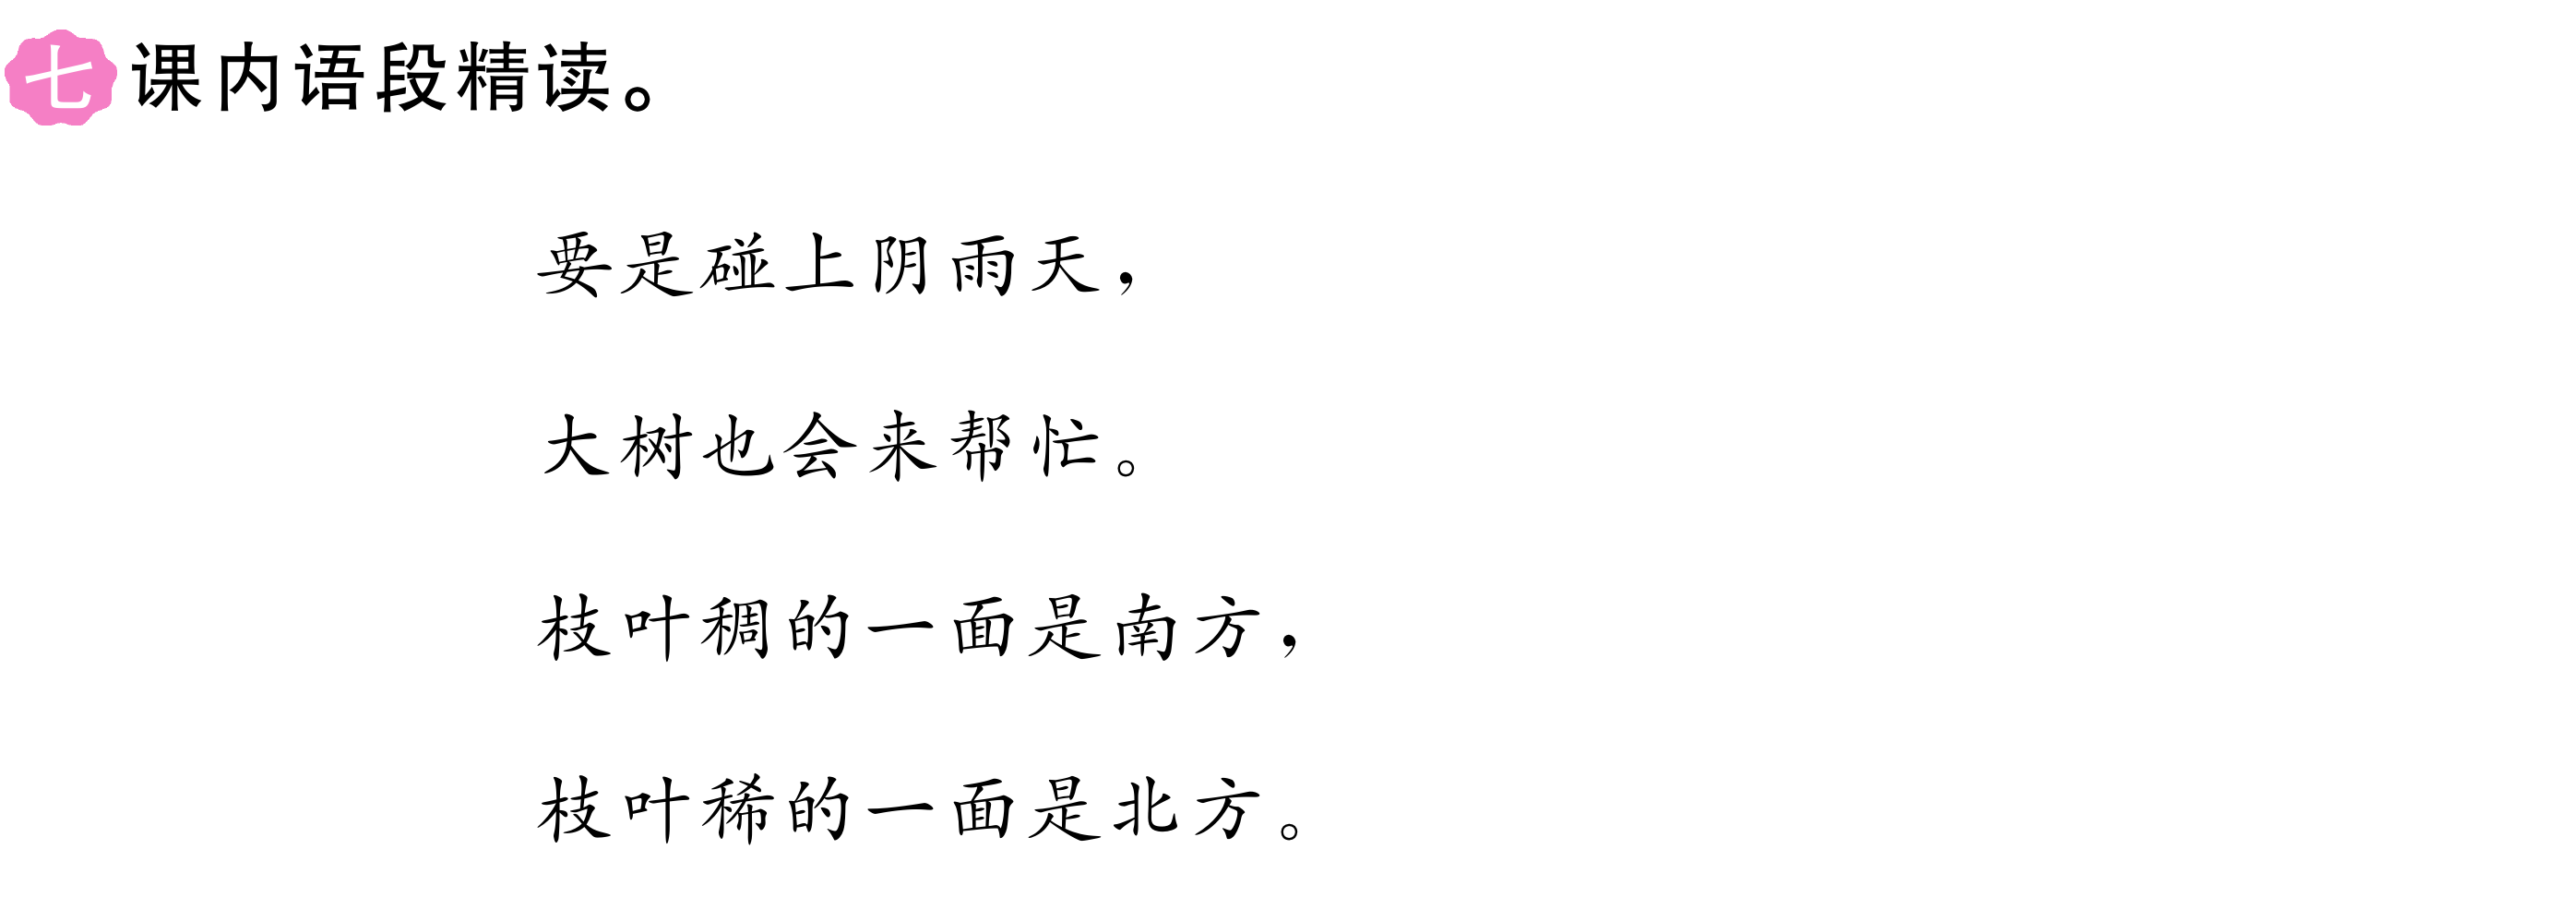 七 课内语段精读。
要是碰上阴雨天，
大树也会来帮忙。
枝叶稠的一面是南方，
枝叶稀的一面是北方。